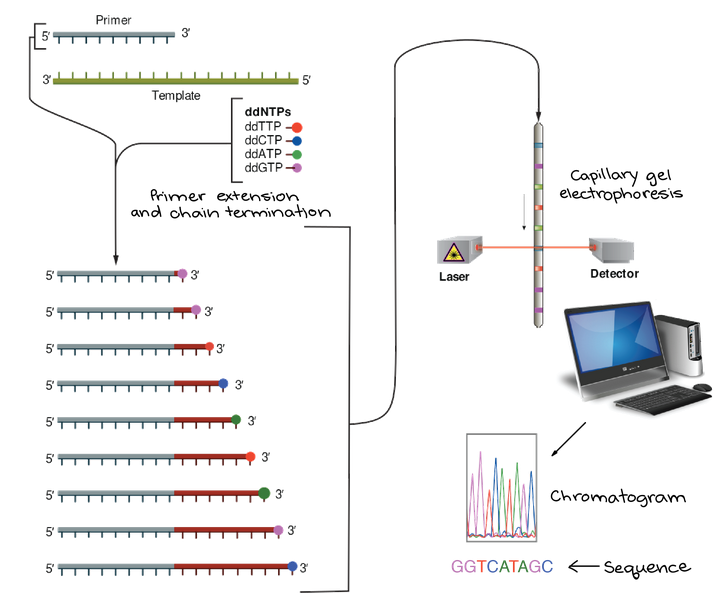 Primer
5′ 3′
3′ 5′
Template
ddNTPs
ddTTP
ddCTP
ddATP
ddGTP
Primer extension
and chain termination
5′ 3′
5′ 3′
5′ 3′
5′ 3′
5′ 3′
5′ 3′
5′ 3′
5′ 3′
5′ 3′
Capillary gel
electrophoresis
Laser
Detector
Chromatogram
GGTCATAGC ← Sequence